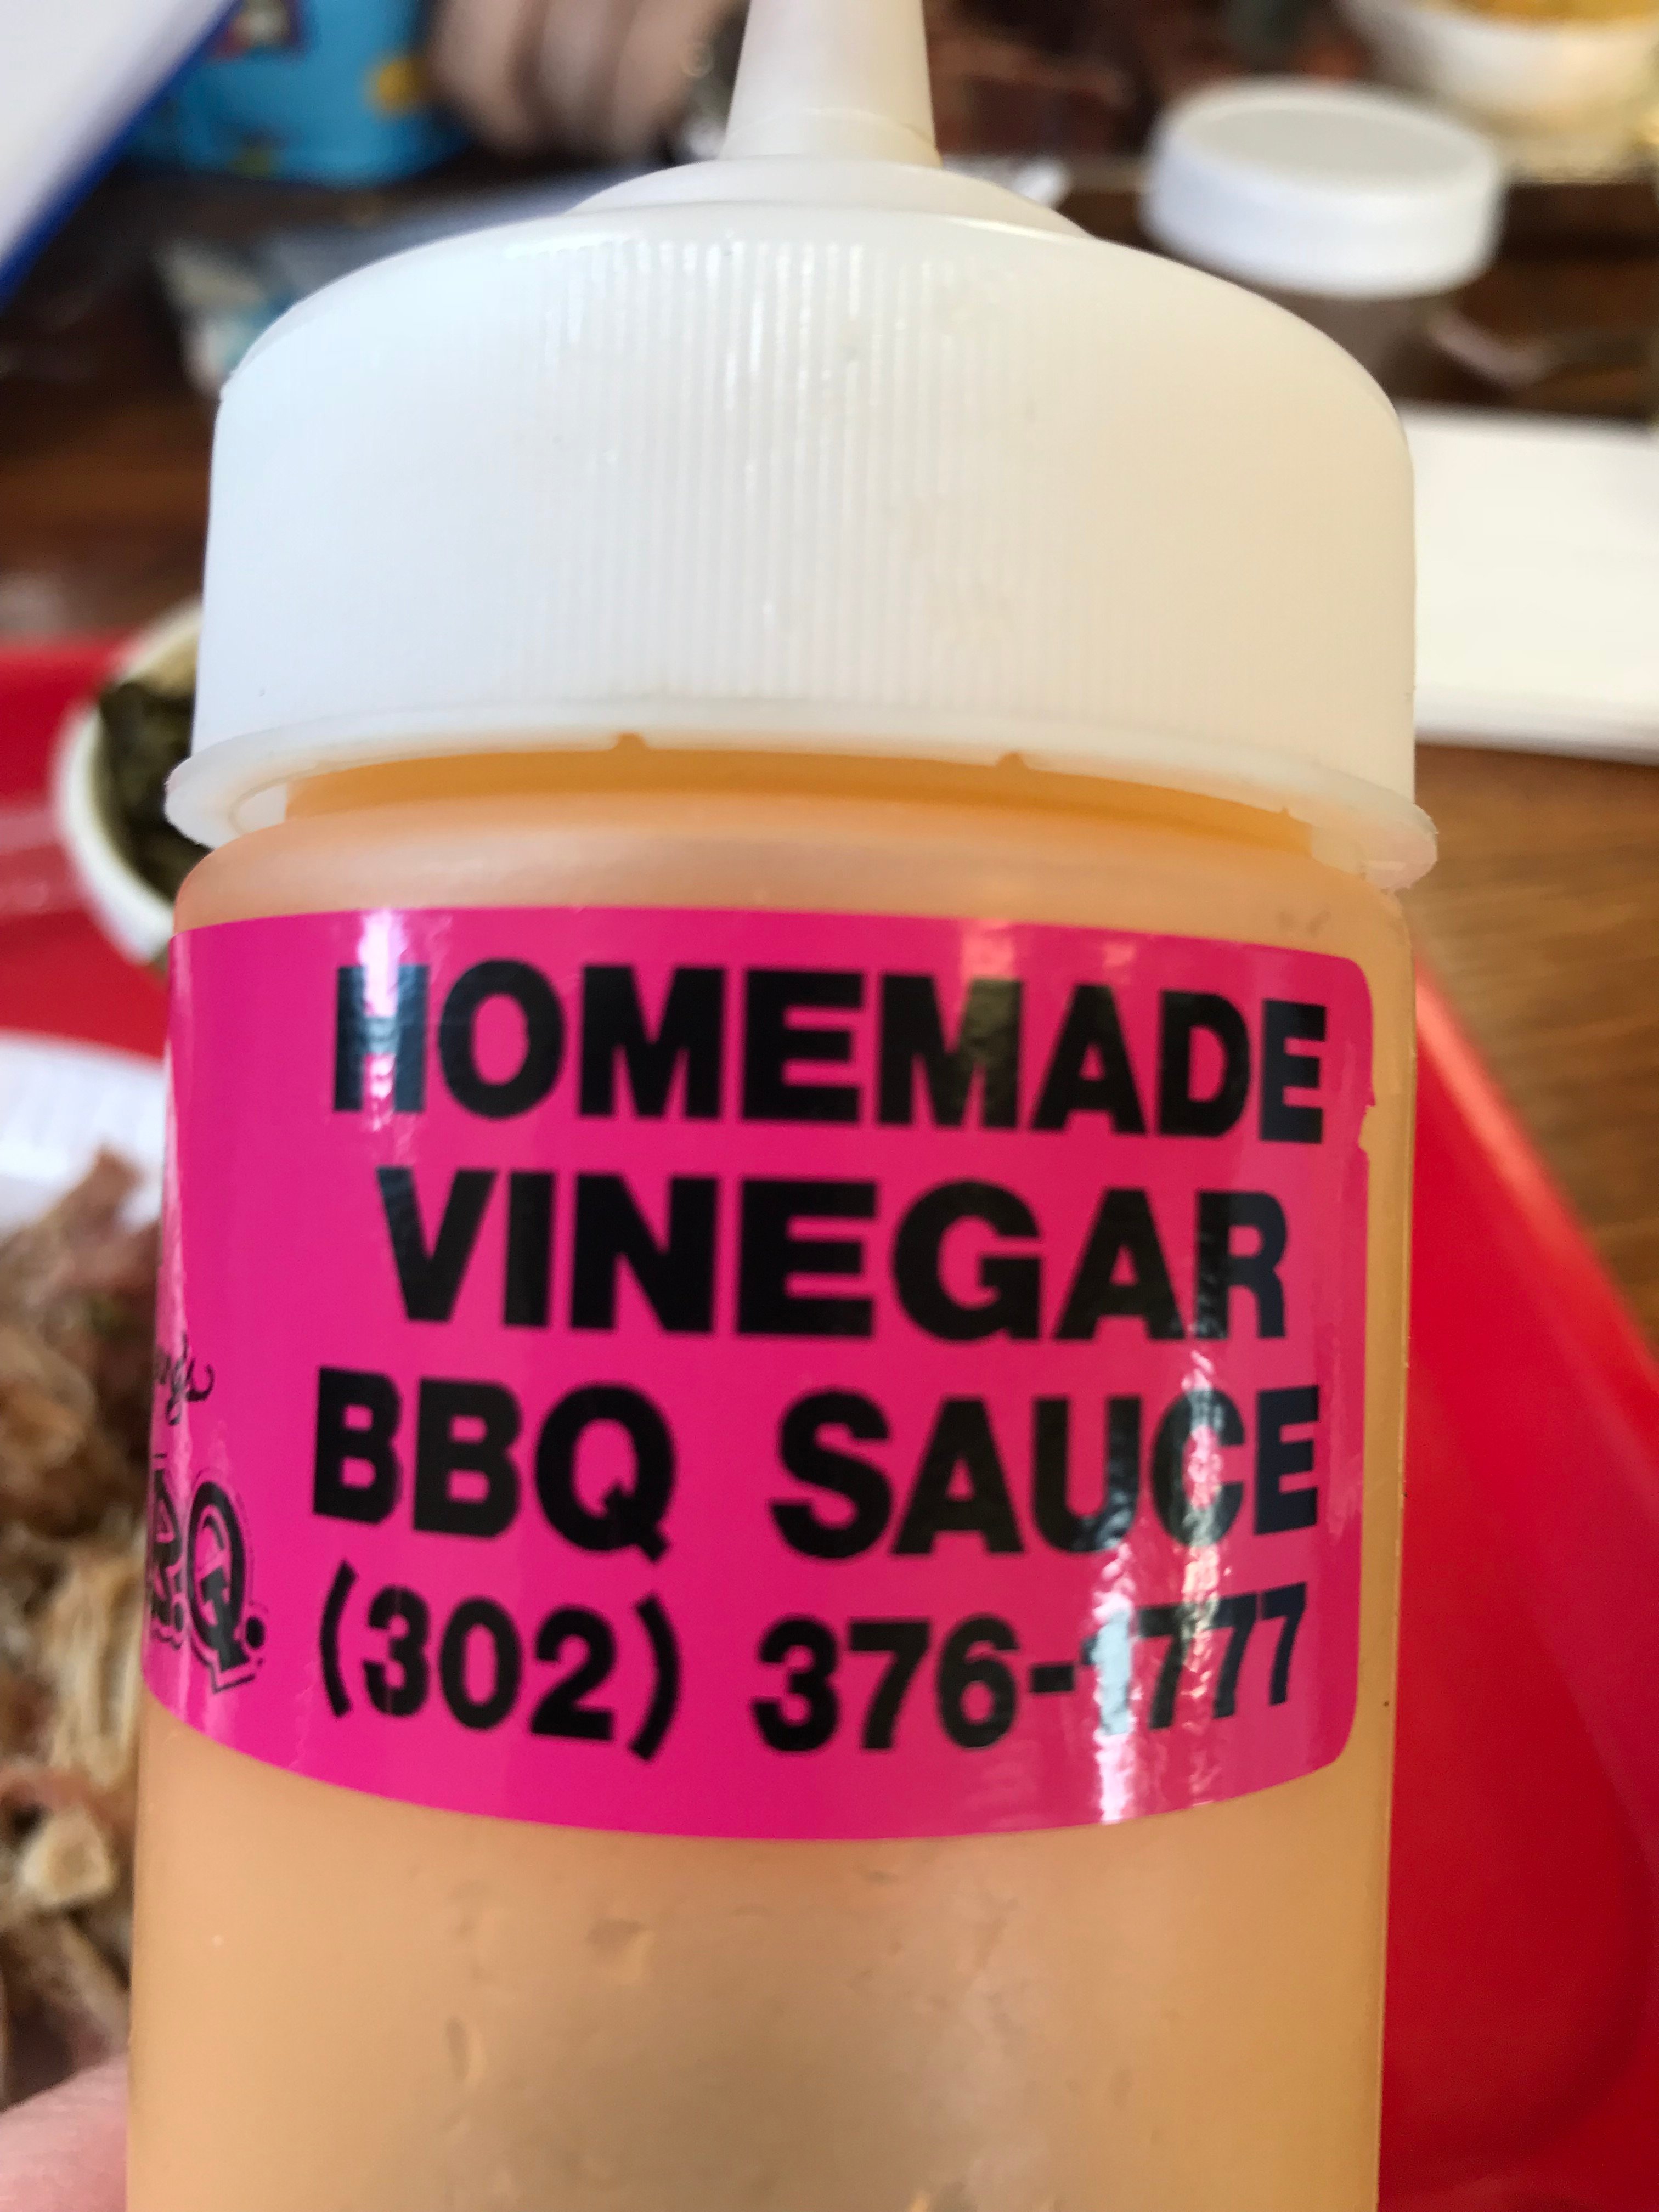 HOMEMADE
VINEGAR
BBQ SAUCE
(302) 376-1777